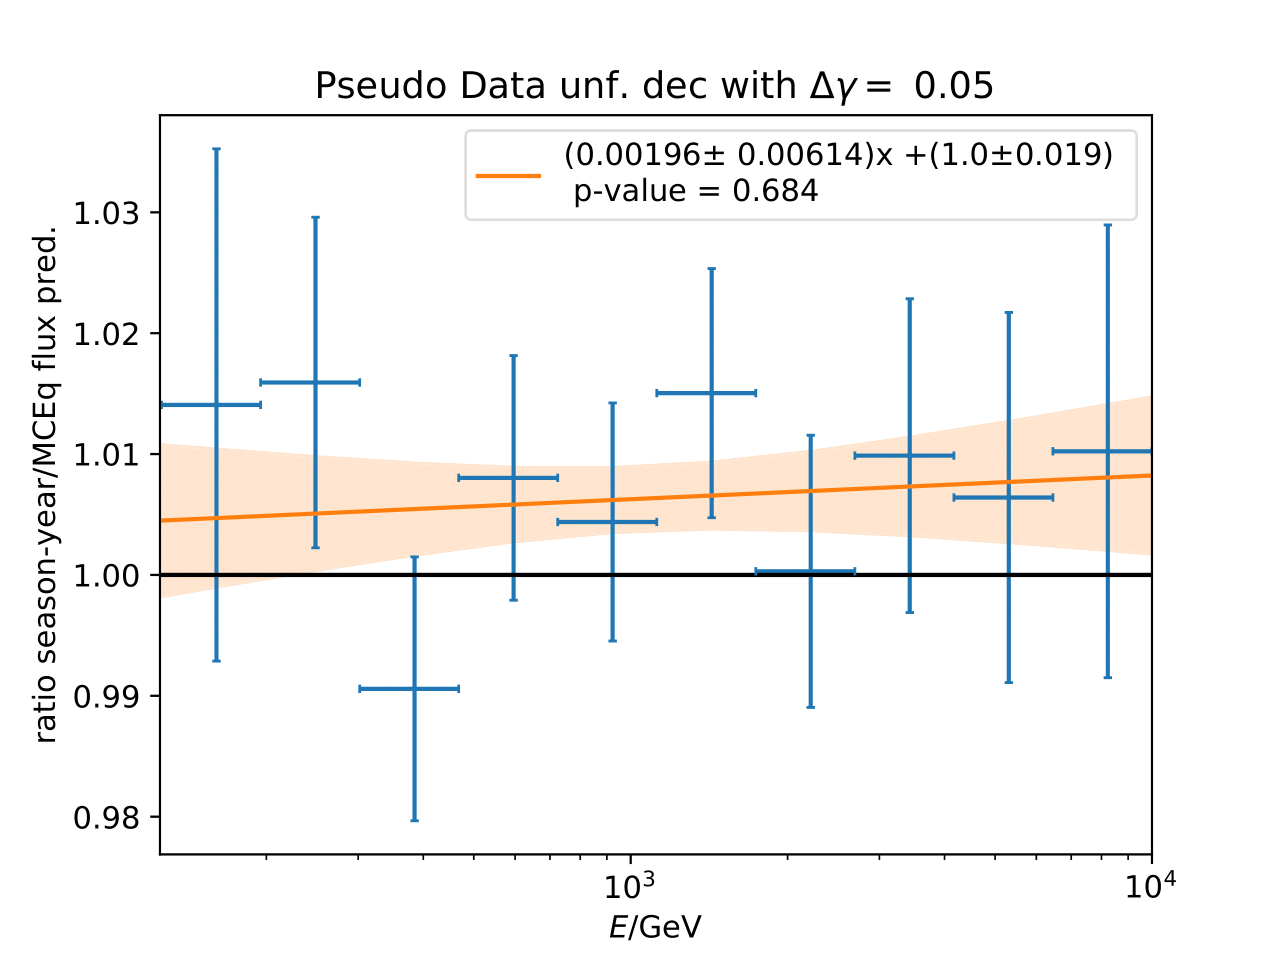 Pseudo Data unf. dec with Δγ = 0.05
(0.00196± 0.00614)x +(1.0±0.019)
p-value = 0.684
ratio season-year/MCEq flux pred.
1.03
1.02
1.01
1.00
0.99
0.98
10³
10⁴
E/GeV